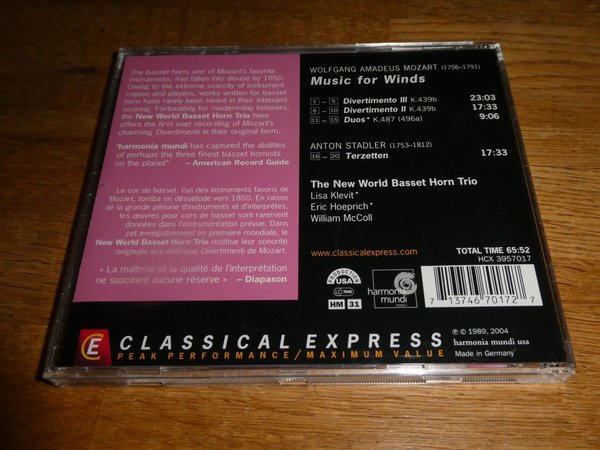 The basset horn, one of Mozart's favorite
instruments, had fallen into disuse by 1850.
Owing to the extreme scarcity of instrument
copies and players, works written for basset
horn have rarely been heard in their intended
scoring. Fortunately for modern-day listeners,
the New World Basset Horn Trio here
offers the first ever recording of Mozart's
charming Divertimenti in their original form.
"harmonia mundi has captured the abilities
of perhaps the three finest basset hornists
on the planet" – American Record Guide
Le cor de basset, l'un des instruments favoris de
Mozart, tomba en désuétude vers 1850. En raison
de la grande pénurie d'instruments et d'interprètes,
les œuvres pour cors de basset sont rarement
données dans l'instrumentation prévue. Dans
cet enregistrement en première mondiale, le
New World Basset Horn Trio restitue leur sonorité
originale aux délicieux Divertimenti de Mozart.
« La maîtrise et la qualité de l'interprétation
ne suscitent aucune réserve » – Diapason
WOLFGANG AMADEUS MOZART (1756-1791)
Music for Winds
1 – 5 Divertimento III K.439b 23:03
6 – 10 Divertimento II K.439b 17:33
11 – 15 Duos* K.487 (496a) 9:06
ANTON STADLER (1753-1812)
16 – 20 Terzetten 17:33
The New World Basset Horn Trio
Lisa Klevit*
Eric Hoeprich*
William McColl
www.classicalexpress.com
TOTAL TIME 65:52
HCX 3957017
PRODUCTION
USA
LC 7045
HM 31
harmonia
mundi
FRANCE
7 13746 70172 7
CE CLASSICAL EXPRESS
PEAK PERFORMANCE/MAXIMUM VALUE
℗ © 1989, 2004
harmonia mundi usa
Made in Germany